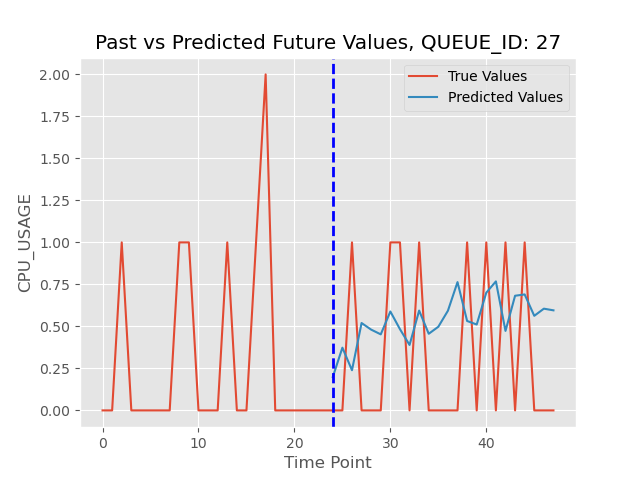 Past vs Predicted Future Values, QUEUE_ID: 27
True Values
Predicted Values
CPU_USAGE
2.00
1.75
1.50
1.25
1.00
0.75
0.50
0.25
0.00
0 10 20 30 40
Time Point